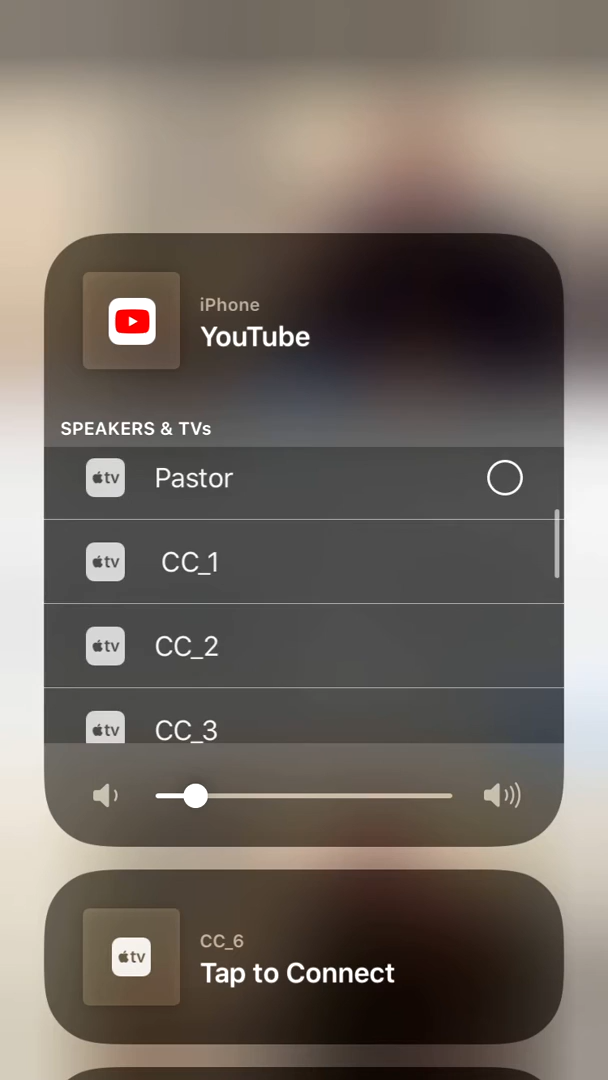 iPhone
YouTube
SPEAKERS & TVs
tv Pastor
tv CC_1
tv CC_2
tv CC_3
CC_6
tv Tap to Connect